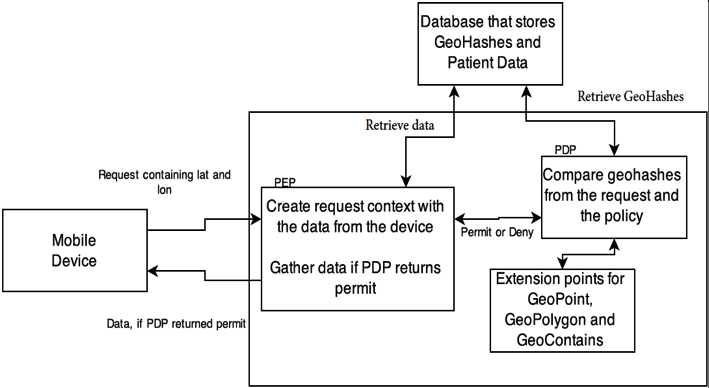 Database that stores
GeoHashes and
Patient Data
Retrieve GeoHashes
Retrieve data
PDP
Compare geohashes
from the request and
the policy
Request containing lat and
lon
PEP
Create request context with
the data from the device
Gather data if PDP returns
permit
Mobile
Device
Permit or Deny
Extension points for
GeoPoint,
GeoPolygon and
GeoContains
Data, if PDP returned permit